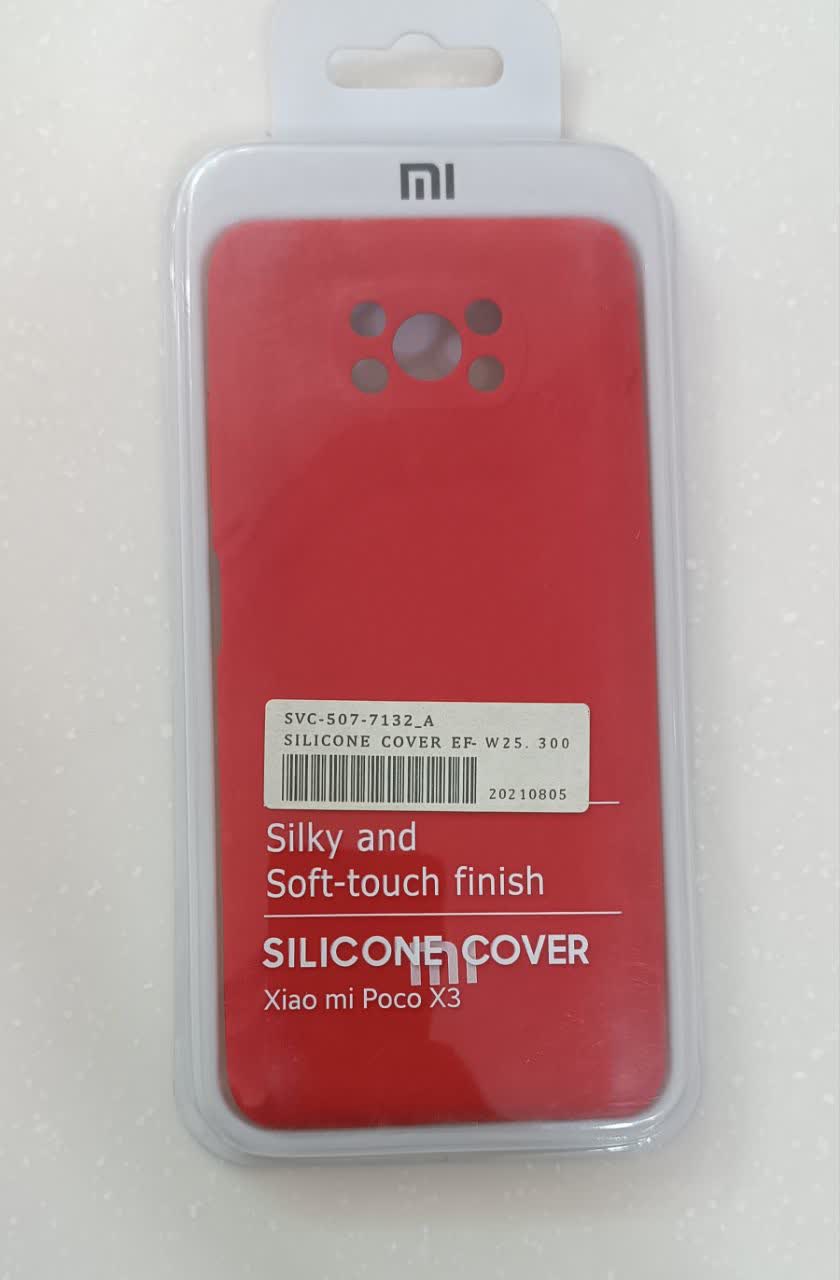 mi
SVC-507-7132_A
SILICONE COVER EF- W25. 300
20210805
Silky and
Soft-touch finish
SILICONE COVER
mi
Xiao mi Poco X3